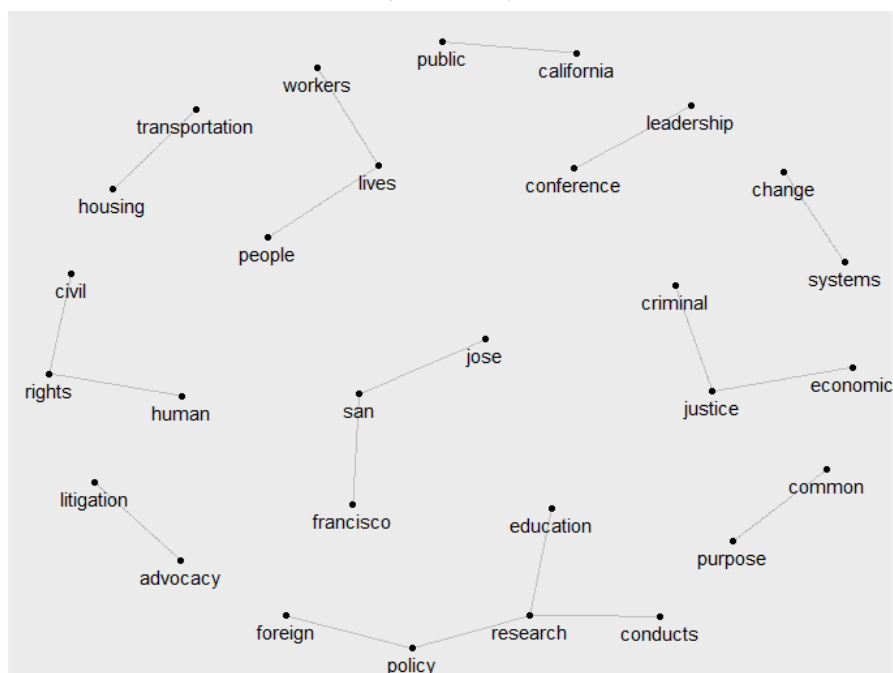 public
california
workers
leadership
transportation
lives
conference
change
housing
people
systems
civil
criminal
jose
economic
rights
human
san
justice
common
litigation
francisco
education
purpose
advocacy
foreign
research
conducts
policy